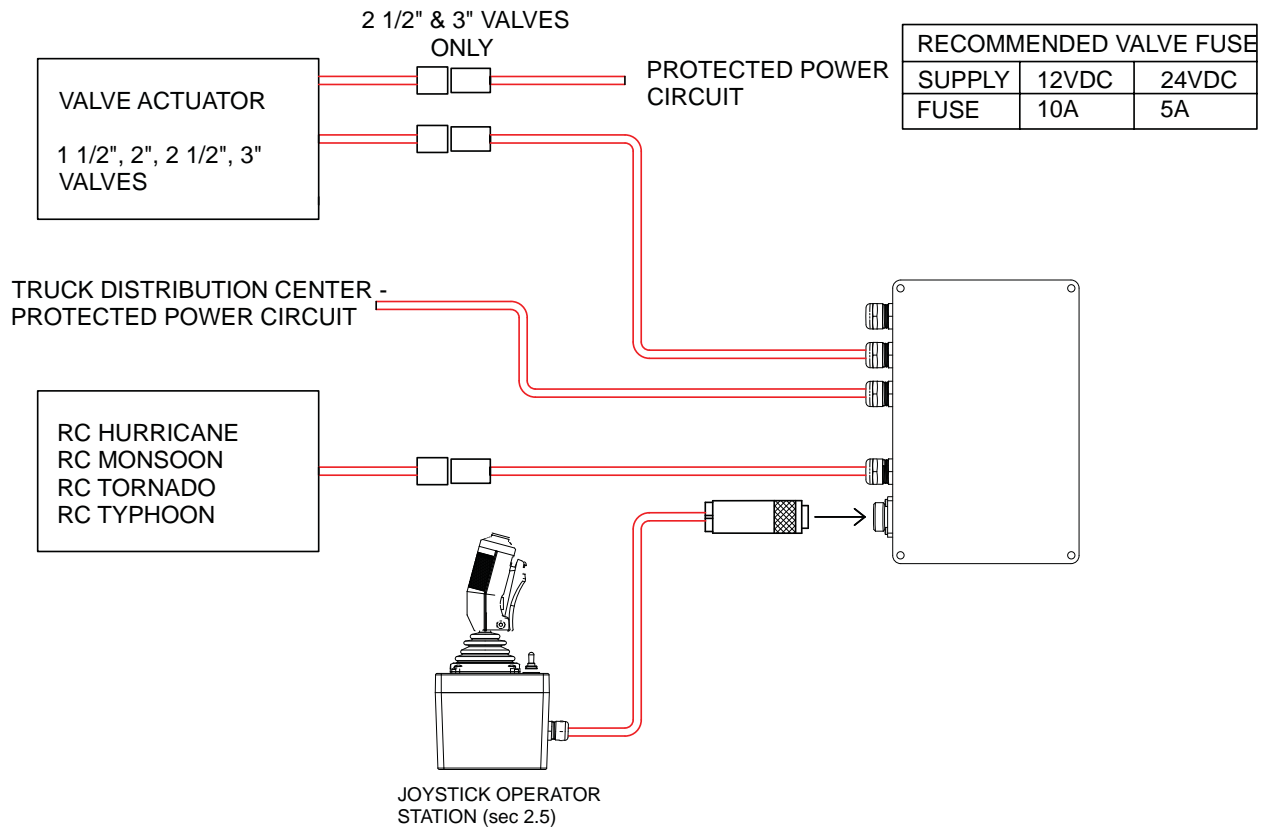 2 1/2" & 3" VALVES
ONLY
VALVE ACTUATOR
1 1/2", 2", 2 1/2", 3"
VALVES
PROTECTED POWER
CIRCUIT
RECOMMENDED VALVE FUSE
SUPPLY 12VDC 24VDC
FUSE 10A 5A
TRUCK DISTRIBUTION CENTER -
PROTECTED POWER CIRCUIT
RC HURRICANE
RC MONSOON
RC TORNADO
RC TYPHOON
JOYSTICK OPERATOR
STATION (sec 2.5)